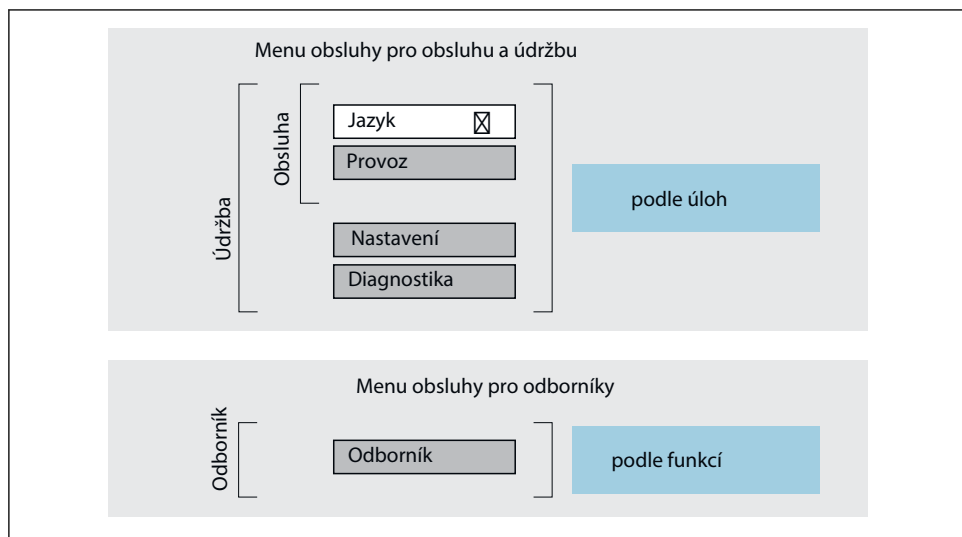 Menu obsluhy pro obsluhu a údržbu
Údržba
Obsluha
Jazyk
Provoz
Nastavení
Diagnostika
podle úloh
Menu obsluhy pro odborníky
Odborník
Odborník
podle funkcí